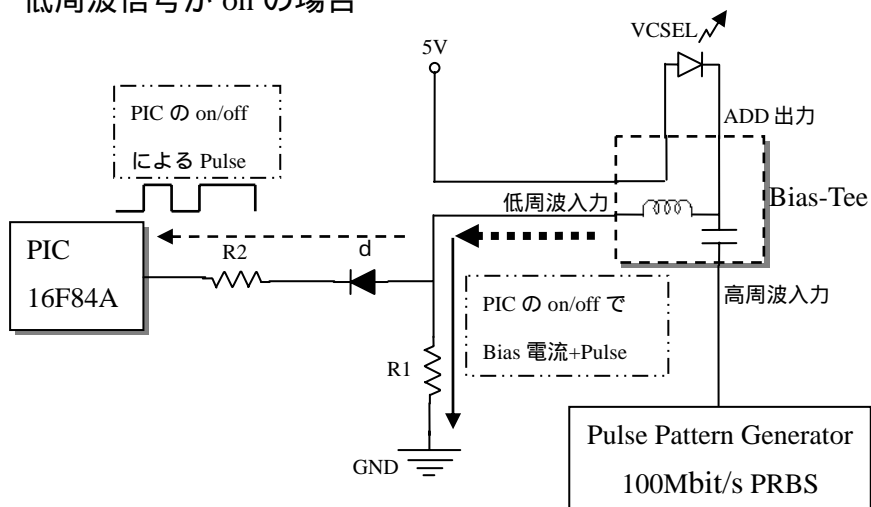 低周波信号が on の場合
VCSEL
5V
PIC の on/off
による Pulse
ADD 出力
低周波入力
Bias-Tee
PIC
16F84A
R2
d
PIC の on/off で
Bias 電流+Pulse
高周波入力
R1
GND
Pulse Pattern Generator
100Mbit/s PRBS